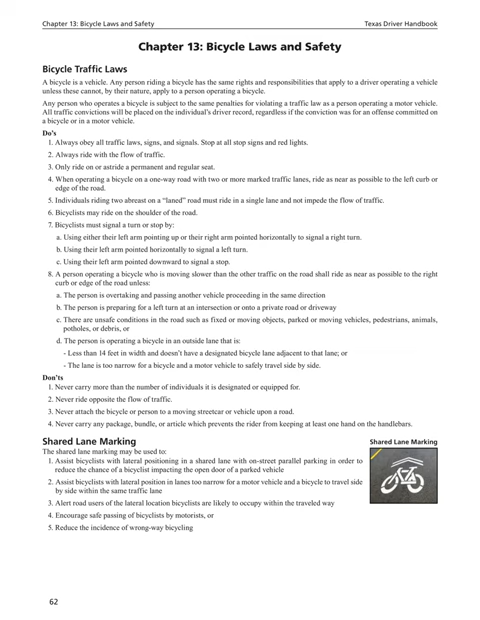 Chapter 13: Bicycle Laws and Safety
Texas Driver Handbook
Chapter 13: Bicycle Laws and Safety
Bicycle Traffic Laws
A bicycle is a vehicle. Any person riding a bicycle has the same rights and responsibilities that apply to a driver operating a vehicle
unless these cannot, by their nature, apply to a person operating a bicycle.
Any person who operates a bicycle is subject to the same penalties for violating a traffic law as a person operating a motor vehicle.
All traffic convictions will be placed on the individual's driver record, regardless if the conviction was for an offense committed on
a bicycle or in a motor vehicle.
Do's
1. Always obey all traffic laws, signs, and signals. Stop at all stop signs and red lights.
2. Always ride with the flow of traffic.
3. Only ride on or astride a permanent and regular seat.
4. When operating a bicycle on a one-way road with two or more marked traffic lanes, ride as near as possible to the left curb or
edge of the road.
5. Individuals riding two abreast on a "laned" road must ride in a single lane and not impede the flow of traffic.
6. Bicyclists may ride on the shoulder of the road.
7. Bicyclists must signal a turn or stop by:
a. Using either their left arm pointing up or their right arm pointed horizontally to signal a right turn.
b. Using their left arm pointed horizontally to signal a left turn.
c. Using their left arm pointed downward to signal a stop.
8. A person operating a bicycle who is moving slower than the other traffic on the road shall ride as near as possible to the right
curb or edge of the road unless:
a. The person is overtaking and passing another vehicle proceeding in the same direction
b. The person is preparing for a left turn at an intersection or onto a private road or driveway
c. There are unsafe conditions in the road such as fixed or moving objects, parked or moving vehicles, pedestrians, animals,
potholes, or debris, or
d. The person is operating a bicycle in an outside lane that is:
- Less than 14 feet in width and doesn't have a designated bicycle lane adjacent to that lane; or
- The lane is too narrow for a bicycle and a motor vehicle to safely travel side by side.
Don'ts
1. Never carry more than the number of individuals it is designated or equipped for.
2. Never ride opposite the flow of traffic.
3. Never attach the bicycle or person to a moving streetcar or vehicle upon a road.
4. Never carry any package, bundle, or article which prevents the rider from keeping at least one hand on the handlebars.
Shared Lane Marking
The shared lane marking may be used to:
1. Assist bicyclists with lateral positioning in a shared lane with on-street parallel parking in order to
reduce the chance of a bicyclist impacting the open door of a parked vehicle
2. Assist bicyclists with lateral position in lanes too narrow for a motor vehicle and a bicycle to travel side
by side within the same traffic lane
3. Alert road users of the lateral location bicyclists are likely to occupy within the traveled way
4. Encourage safe passing of bicyclists by motorists, or
5. Reduce the incidence of wrong-way bicycling
Shared Lane Marking
62